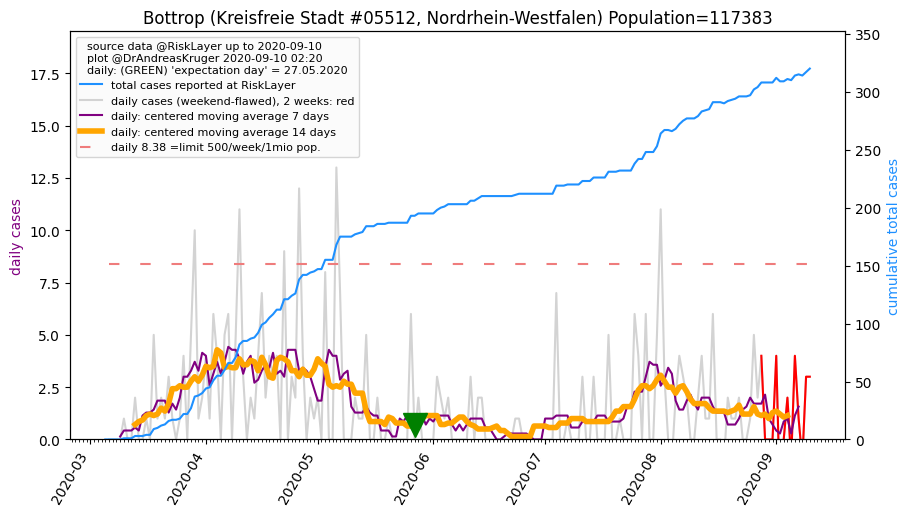 Bottrop (Kreisfreie Stadt #05512, Nordrhein-Westfalen) Population=117383
source data @RiskLayer up to 2020-09-10
plot @DrAndreasKruger 2020-09-10 02:20
daily: (GREEN) 'expectation day' = 27.05.2020
total cases reported at RiskLayer
daily cases (weekend-flawed), 2 weeks: red
daily: centered moving average 7 days
daily: centered moving average 14 days
daily 8.38 =limit 500/week/1mio pop.
daily cases
17.5
15.0
12.5
10.0
7.5
5.0
2.5
0.0
350
300
250
200
150
100
50
0
cumulative total cases
2020-03
2020-04
2020-05
2020-06
2020-07
2020-08
2020-09